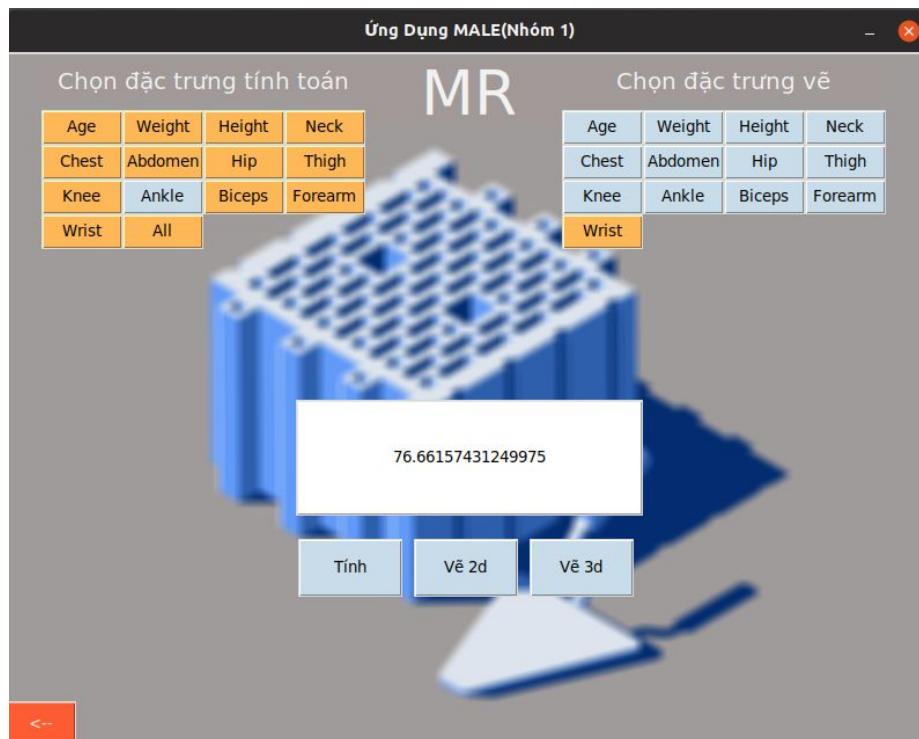 Ứng Dụng MALE(Nhóm 1)
Chọn đặc trưng tính toán
MR
Chọn đặc trưng vẽ
Age Weight Height Neck
Chest Abdomen Hip Thigh
Knee Ankle Biceps Forearm
Wrist All
Age Weight Height Neck
Chest Abdomen Hip Thigh
Knee Ankle Biceps Forearm
Wrist
76.66157431249975
Tính Vẽ 2d Vẽ 3d
<--